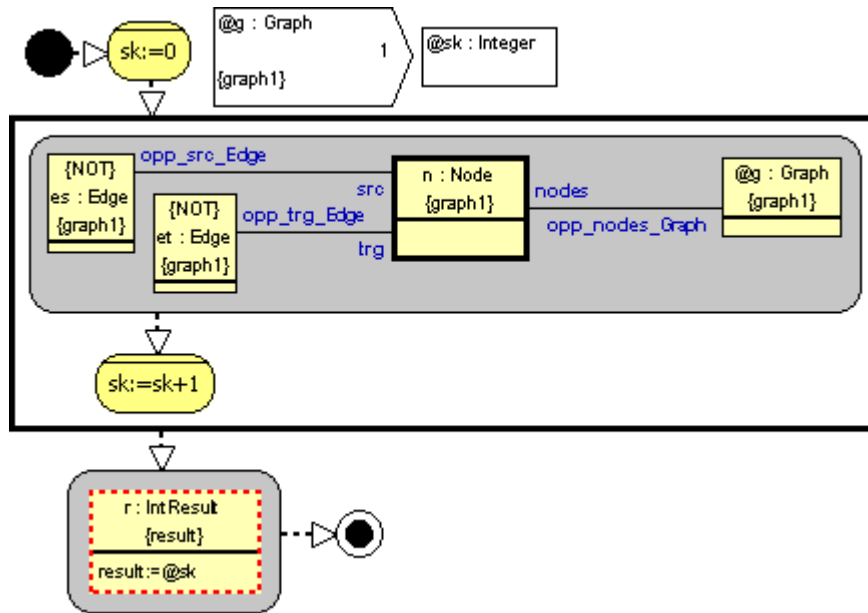 sk:=0
@g : Graph
1
{graph1}
@sk : Integer
{NOT}
es : Edge
{graph1}
opp_src_Edge
src
{NOT}
et : Edge
{graph1}
opp_trg_Edge
trg
n : Node
{graph1}
nodes
opp_nodes_Graph
@g : Graph
{graph1}
sk:=sk+1
r : IntResult
{result}
result:=@sk